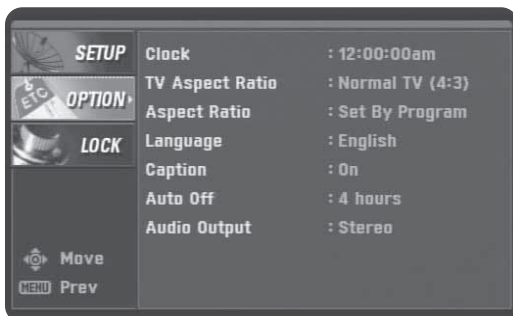 SETUP
ETC OPTION
LOCK
Clock : 12:00:00am
TV Aspect Ratio : Normal TV (4:3)
Aspect Ratio : Set By Program
Language : English
Caption : On
Auto Off : 4 hours
Audio Output : Stereo
Move
MENU Prev